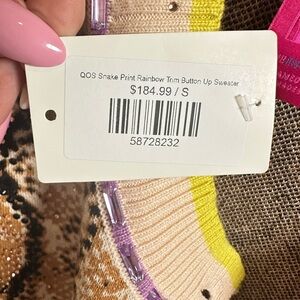 QOS Snake Print Rainbow Trim Button Up Sweater
$184.99 / S
58728232